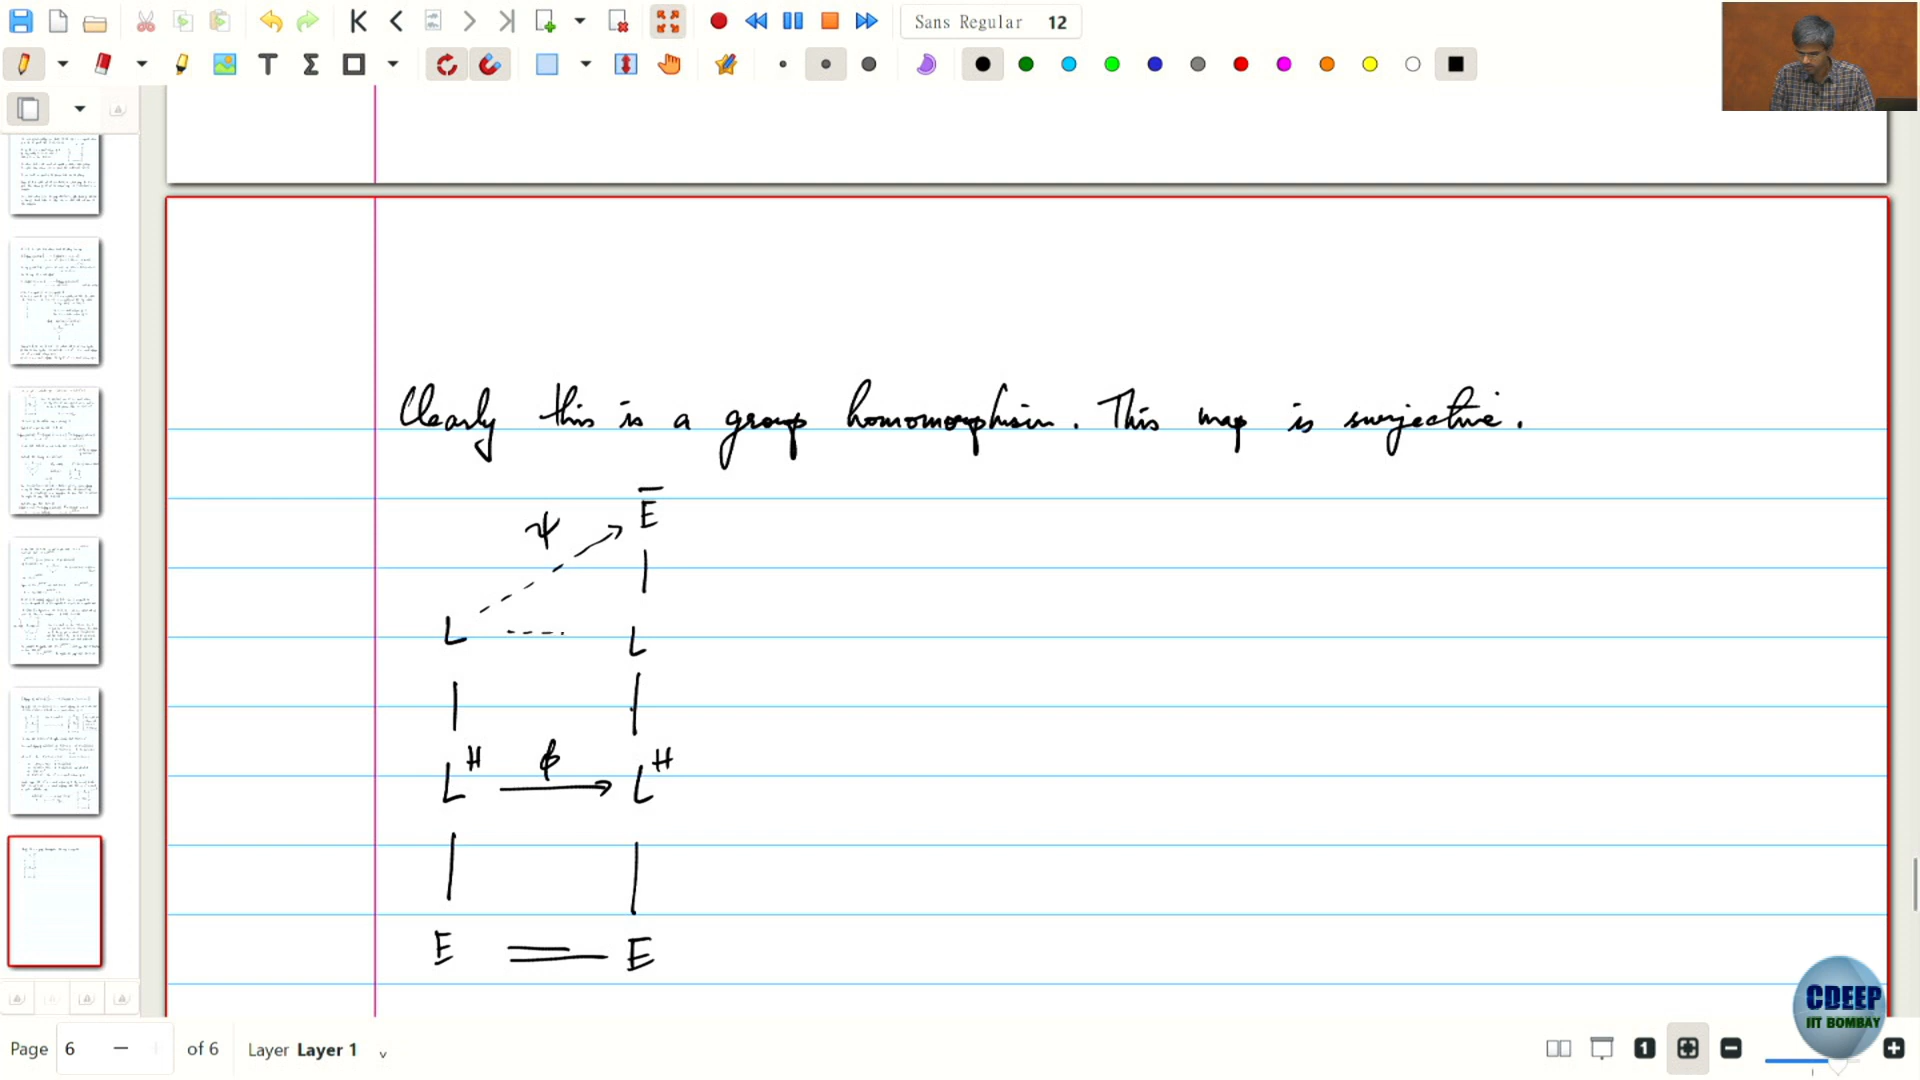 Sans Regular 12
Clearly this is a group homomorphism. This map is surjective.
ψ E̅
L L
L^H ϕ L^H
E = E
CDEEP
IIT BOMBAY
Page 6 of 6 Layer Layer 1